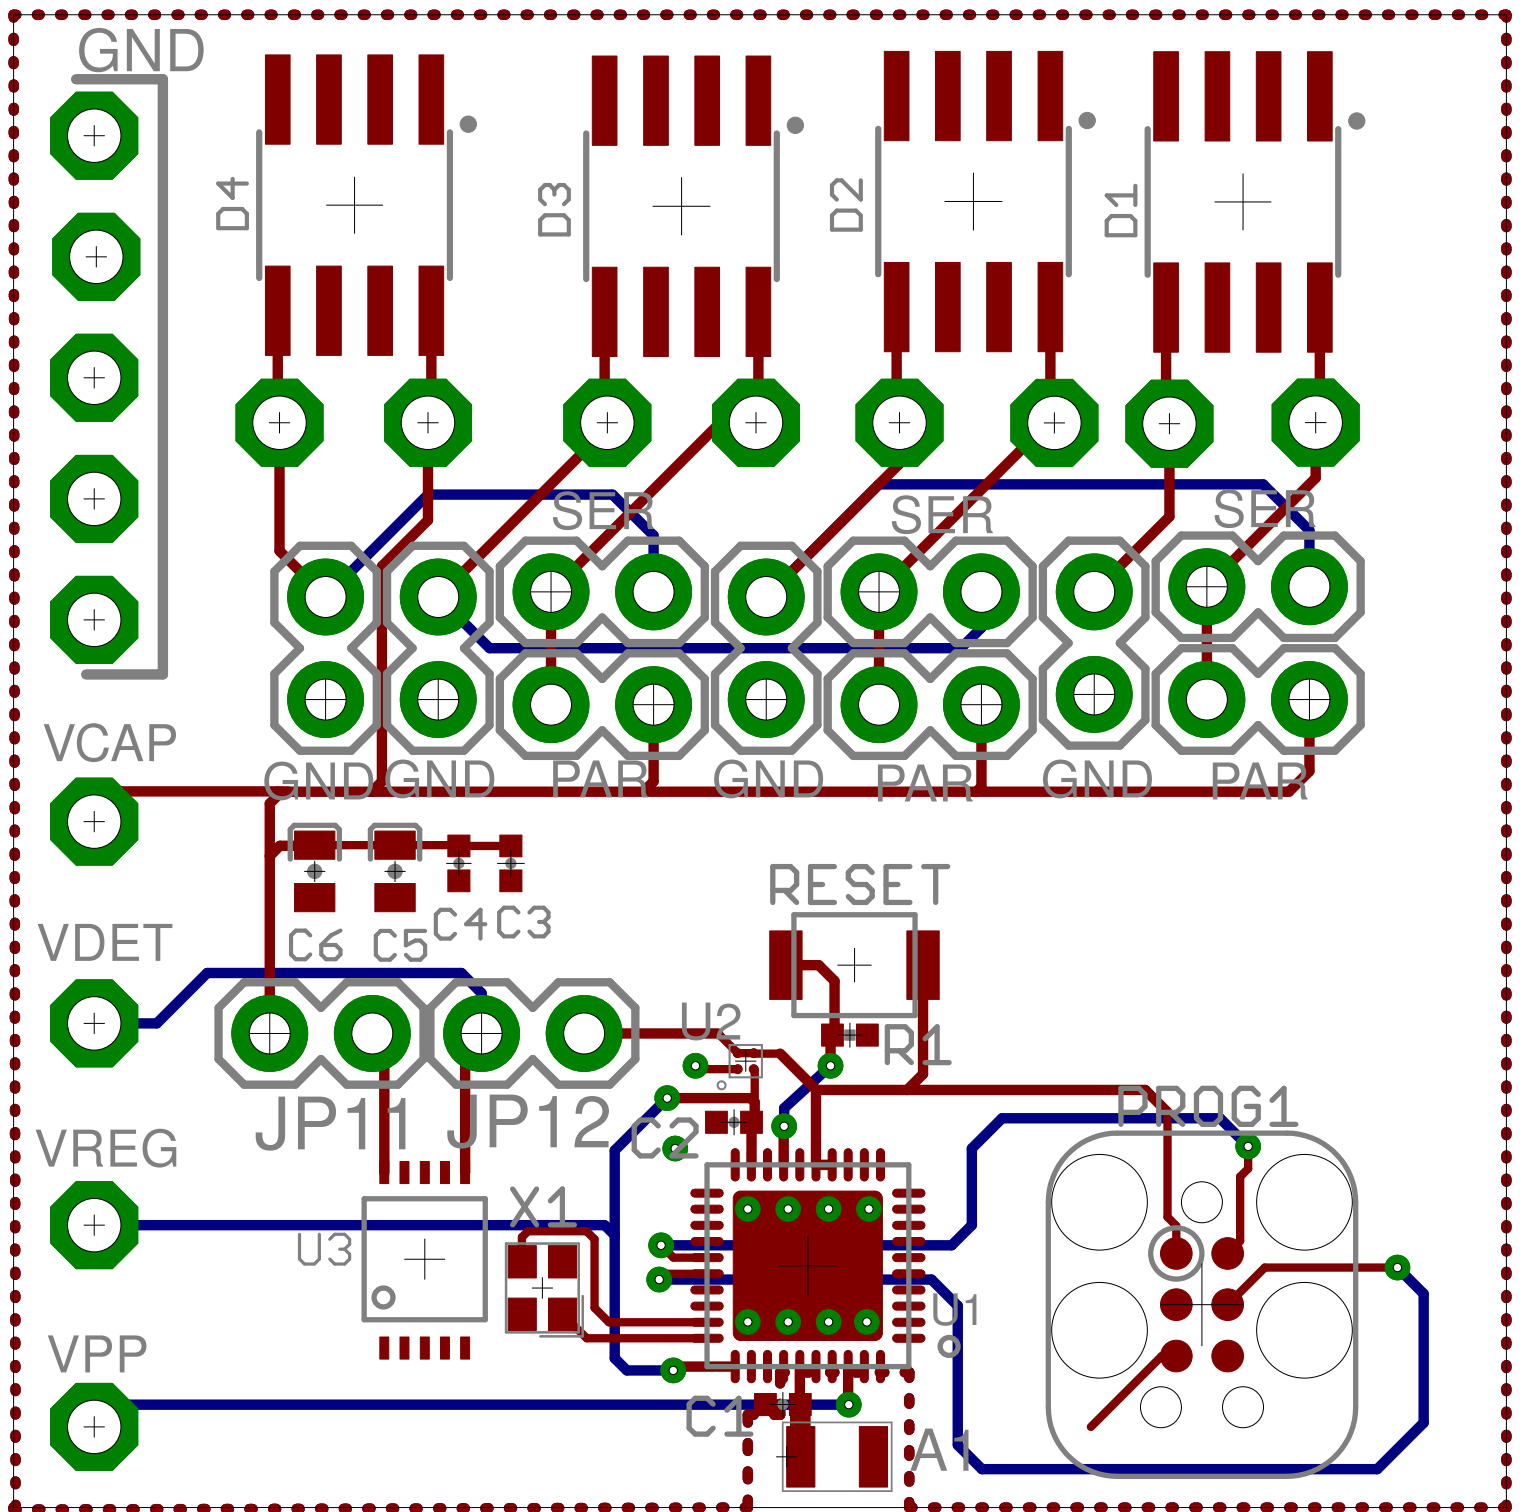 GND
D4
D3
D2
D1
SER
SER
SER
VCAP
GND
GND
PAR
GND
PAR
GND
PAR
C6
C5
C4
C3
RESET
VDET
U2
R1
JP11
JP12
C2
PROG1
VREG
X1
U3
U1
VPP
C1
A1